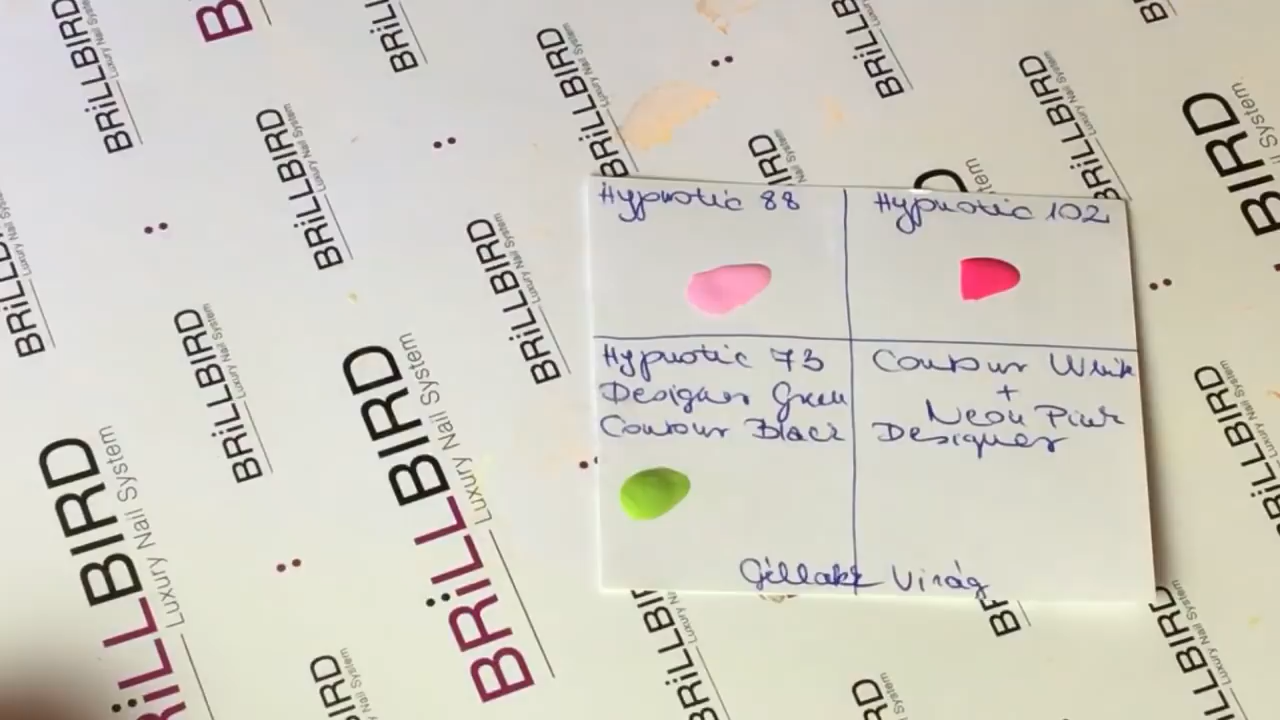 Hypnotic 88
Hypnotic 102
Hypnotic 73
Designer Green
Contour Black
Contour White
+
Neon Pink
Designer
Géllakk Virág
BRiLLBIRD
Luxury Nail System